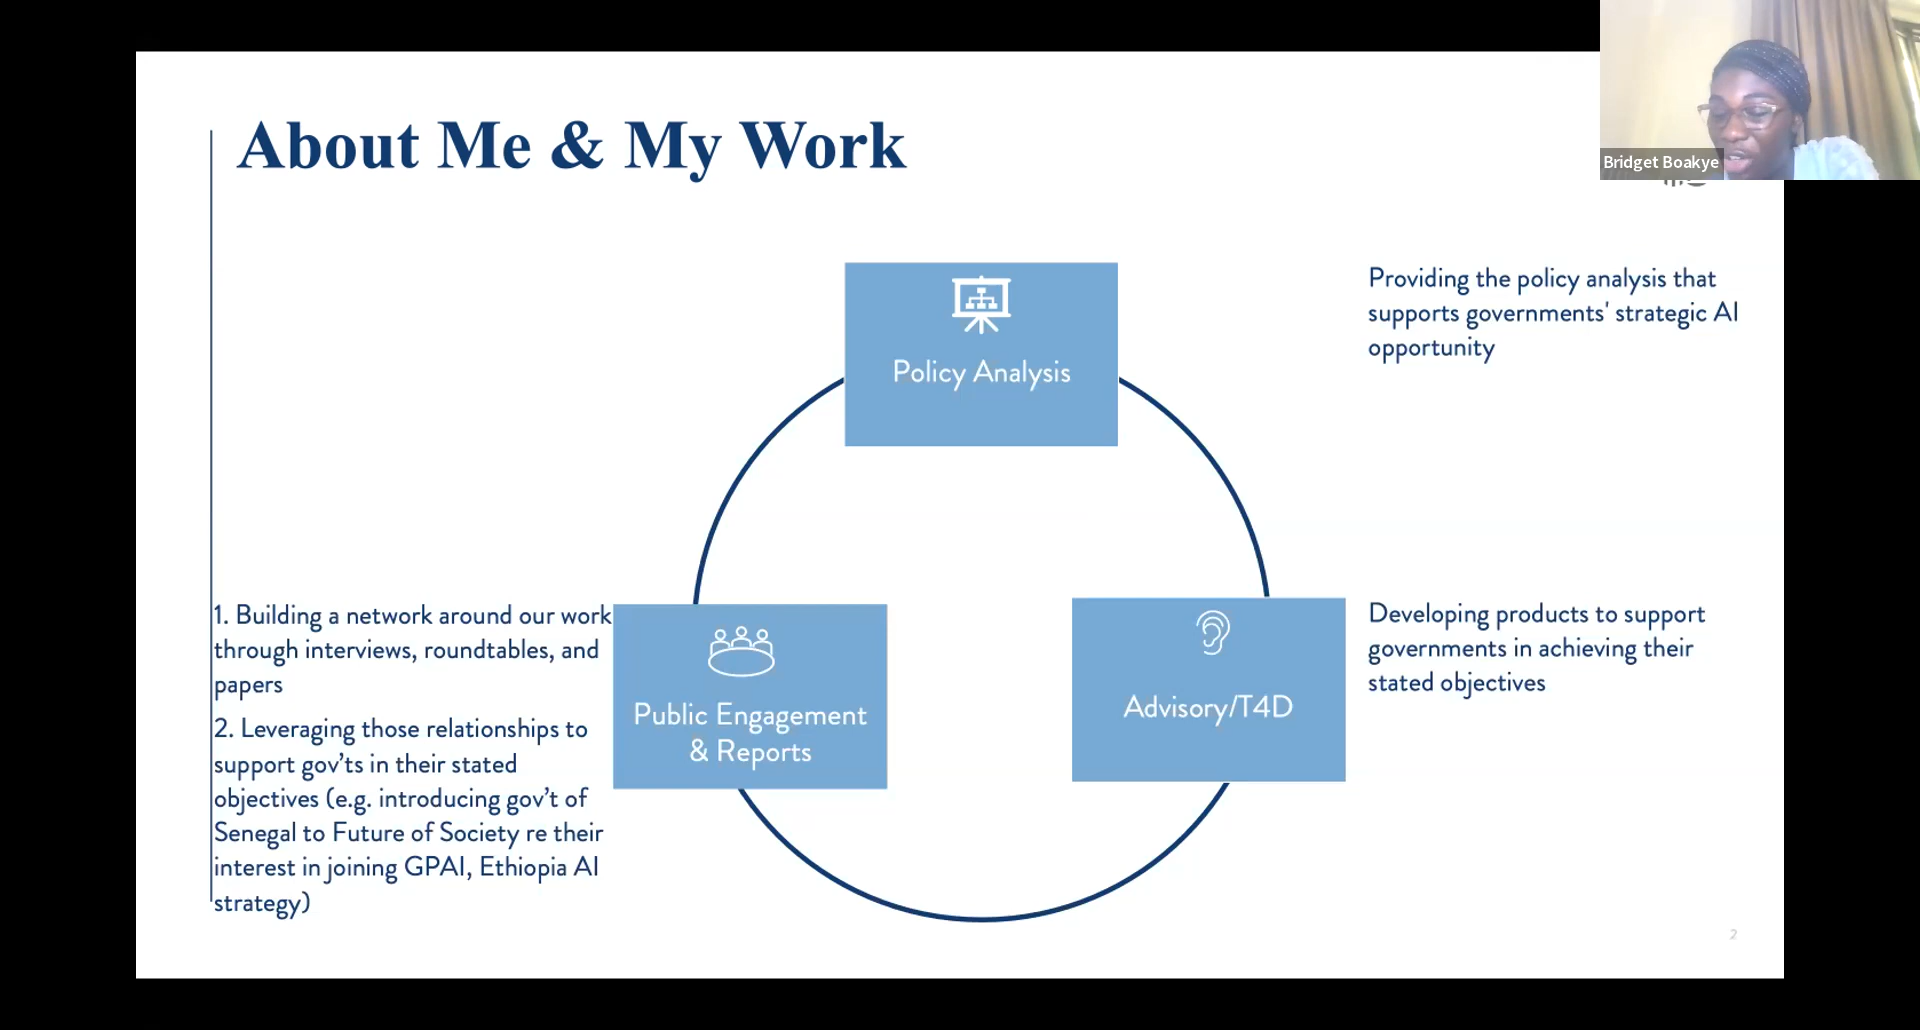 About Me & My Work
Bridget Boakye
Policy Analysis
Providing the policy analysis that
supports governments' strategic AI
opportunity
1. Building a network around our work
through interviews, roundtables, and
papers
2. Leveraging those relationships to
support gov’ts in their stated
objectives (e.g. introducing gov’t of
Senegal to Future of Society re their
interest in joining GPAI, Ethiopia AI
strategy)
Public Engagement
& Reports
Advisory/T4D
Developing products to support
governments in achieving their
stated objectives
2